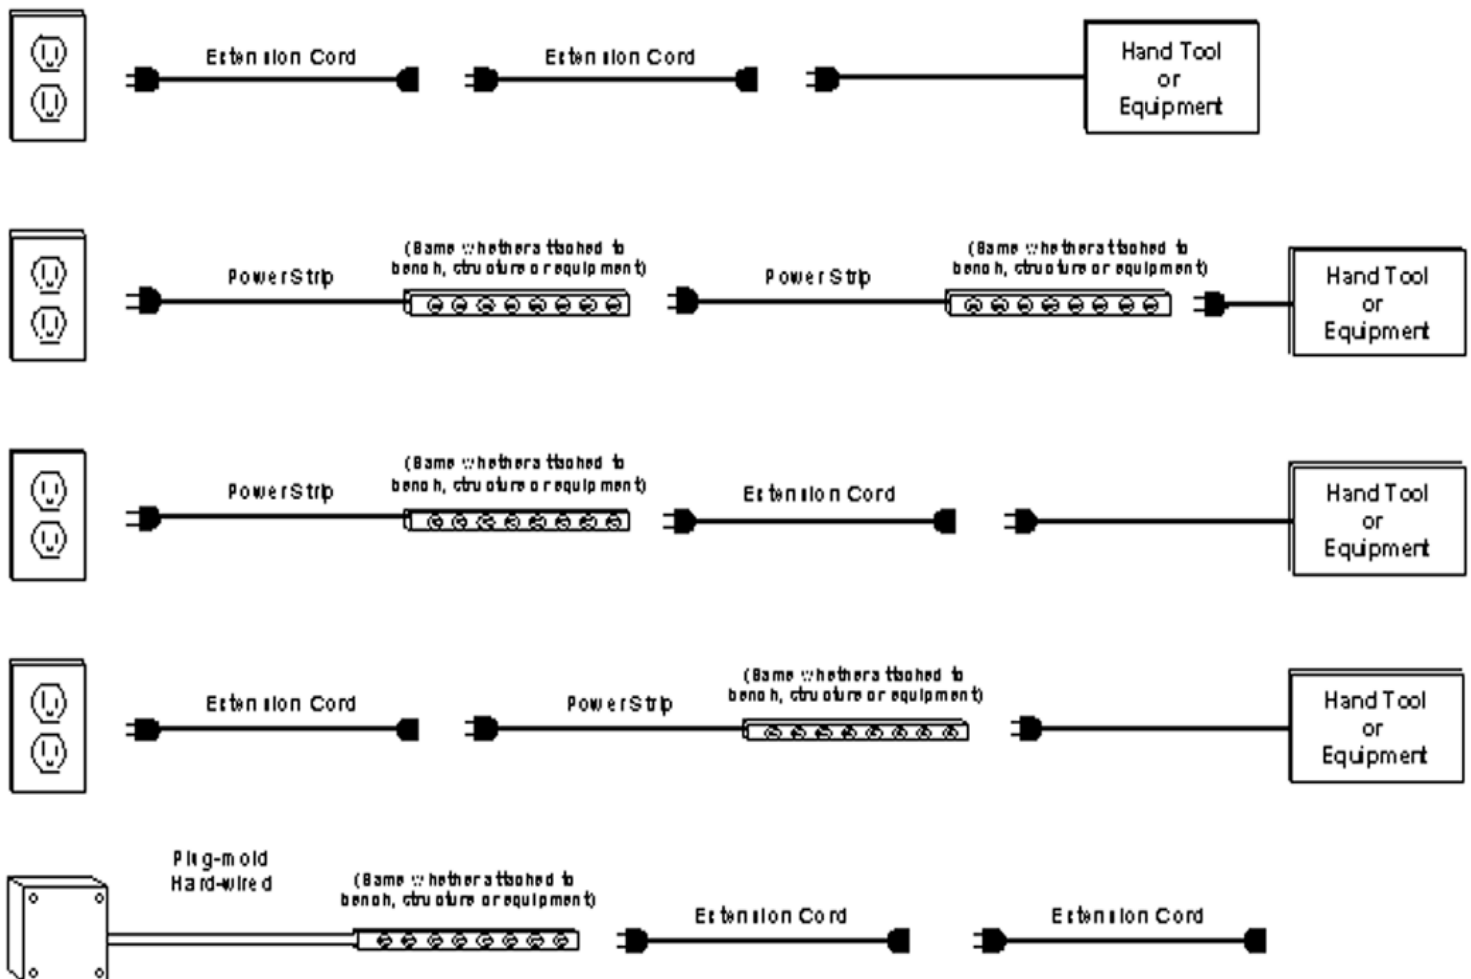 Extension Cord
Extension Cord
Hand Tool
or
Equipment
Power Strip
(Same whether attached to
bench, structure or equipment)
Power Strip
(Same whether attached to
bench, structure or equipment)
Hand Tool
or
Equipment
Power Strip
(Same whether attached to
bench, structure or equipment)
Extension Cord
Hand Tool
or
Equipment
Extension Cord
Power Strip
(Same whether attached to
bench, structure or equipment)
Hand Tool
or
Equipment
Plug-mold
Hard-wired
(Same whether attached to
bench, structure or equipment)
Extension Cord
Extension Cord